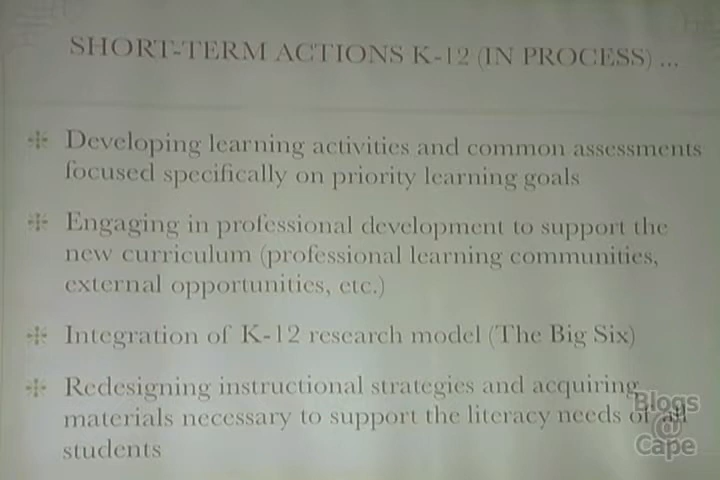 SHORT-TERM ACTIONS K-12 (IN PROCESS) ...
Developing learning activities and common assessments
focused specifically on priority learning goals
Engaging in professional development to support the
new curriculum (professional learning communities,
external opportunities, etc.)
Integration of K-12 research model (The Big Six)
Redesigning instructional strategies and acquiring
materials necessary to support the literacy needs of all
students
Blogs
@
Cape